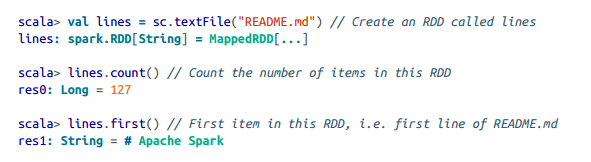 scala> val lines = sc.textFile("README.md") // Create an RDD called lines
lines: spark.RDD[String] = MappedRDD[...]
scala> lines.count() // Count the number of items in this RDD
res0: Long = 127
scala> lines.first() // First item in this RDD, i.e. first line of README.md
res1: String = # Apache Spark